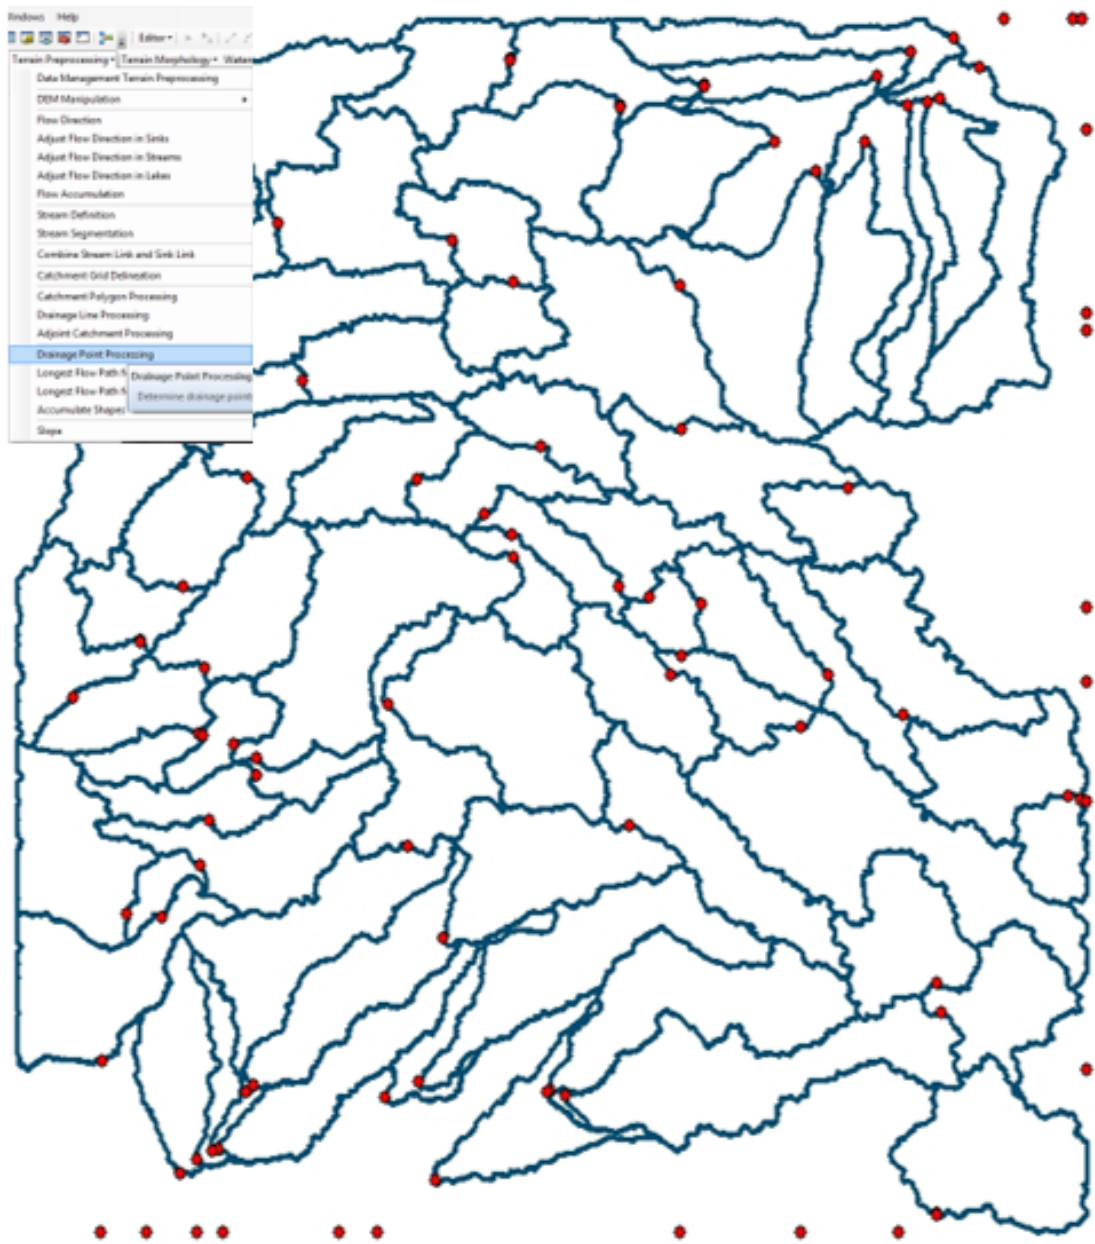 Windows Help
Editor
Terrain Preprocessing Terrain Morphology Water
Data Management Terrain Preprocessing
DEM Manipulation
Flow Direction
Adjust Flow Direction in Sinks
Adjust Flow Direction in Streams
Adjust Flow Direction in Lakes
Flow Accumulation
Stream Definition
Stream Segmentation
Combine Stream Link and Sink Link
Catchment Grid Delineation
Catchment Polygon Processing
Drainage Line Processing
Adjoint Catchment Processing
Drainage Point Processing
Longest Flow Path
Drainage Point Processing
Longest Flow Path
Determine drainage point
Accumulate Shapes
Slope